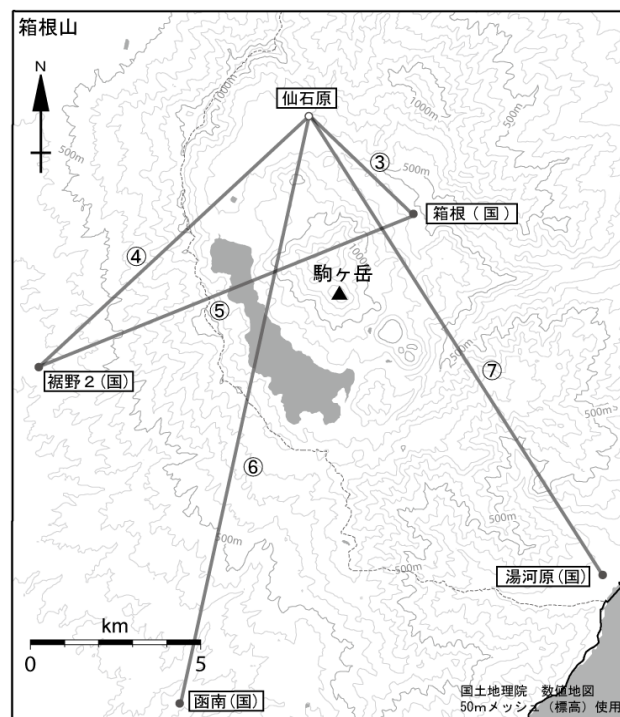 箱根山
N
1000m
500m
仙石原
1000m
③
500m
箱根（国）
④
駒ヶ岳
1000m
⑤
500m
⑦
裾野２(国)
500m
⑥
500m
500m
500m
湯河原(国)
km
0 5
函南(国)
国土地理院 数値地図
50mメッシュ（標高）使用